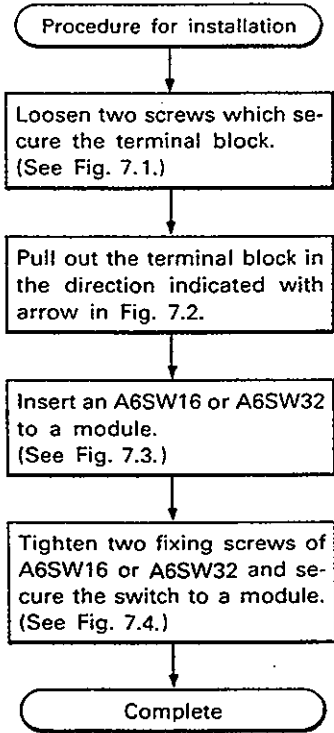 Procedure for installation
Loosen two screws which se-
cure the terminal block.
(See Fig. 7.1.)
Pull out the terminal block in
the direction indicated with
arrow in Fig. 7.2.
Insert an A6SW16 or A6SW32
to a module.
(See Fig. 7.3.)
Tighten two fixing screws of
A6SW16 or A6SW32 and se-
cure the switch to a module.
(See Fig. 7.4.)
Complete